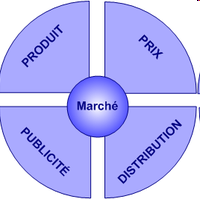 PRODUIT
PRIX
Marché
PUBLICITÉ
DISTRIBUTION